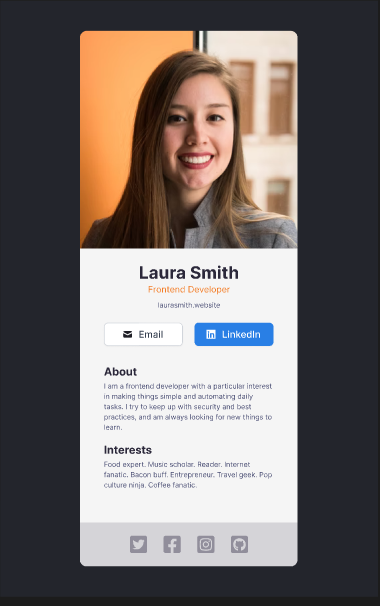 Laura Smith
Frontend Developer
laurasmith.website
Email
LinkedIn
About
I am a frontend developer with a particular interest
in making things simple and automating daily
tasks. I try to keep up with security and best
practices, and am always looking for new things to
learn.
Interests
Food expert. Music scholar. Reader. Internet
fanatic. Bacon buff. Entrepreneur. Travel geek. Pop
culture ninja. Coffee fanatic.